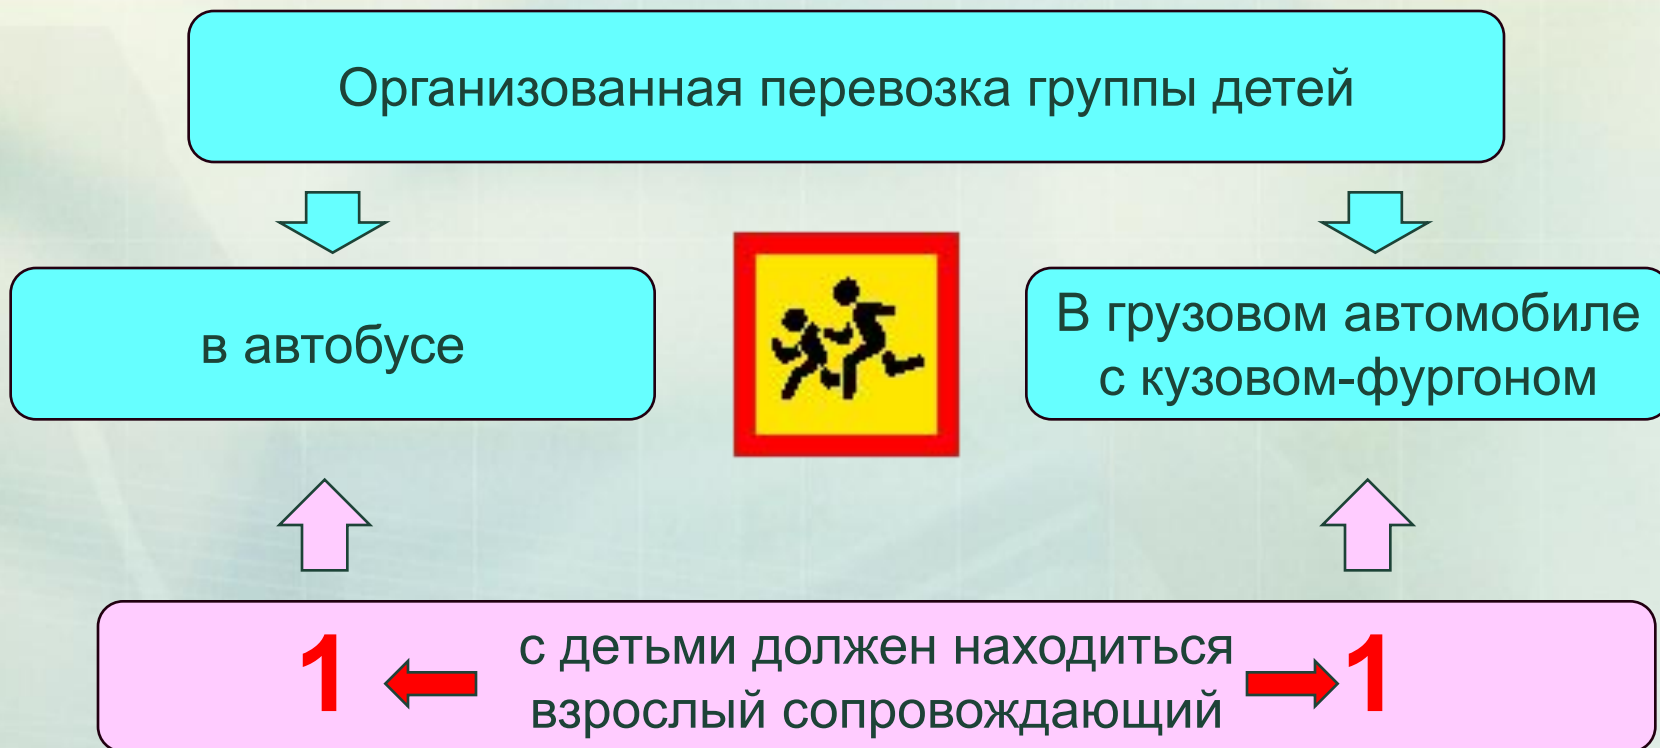 Организованная перевозка группы детей
в автобусе
В грузовом автомобиле
с кузовом-фургоном
1
с детьми должен находиться
взрослый сопровождающий
1